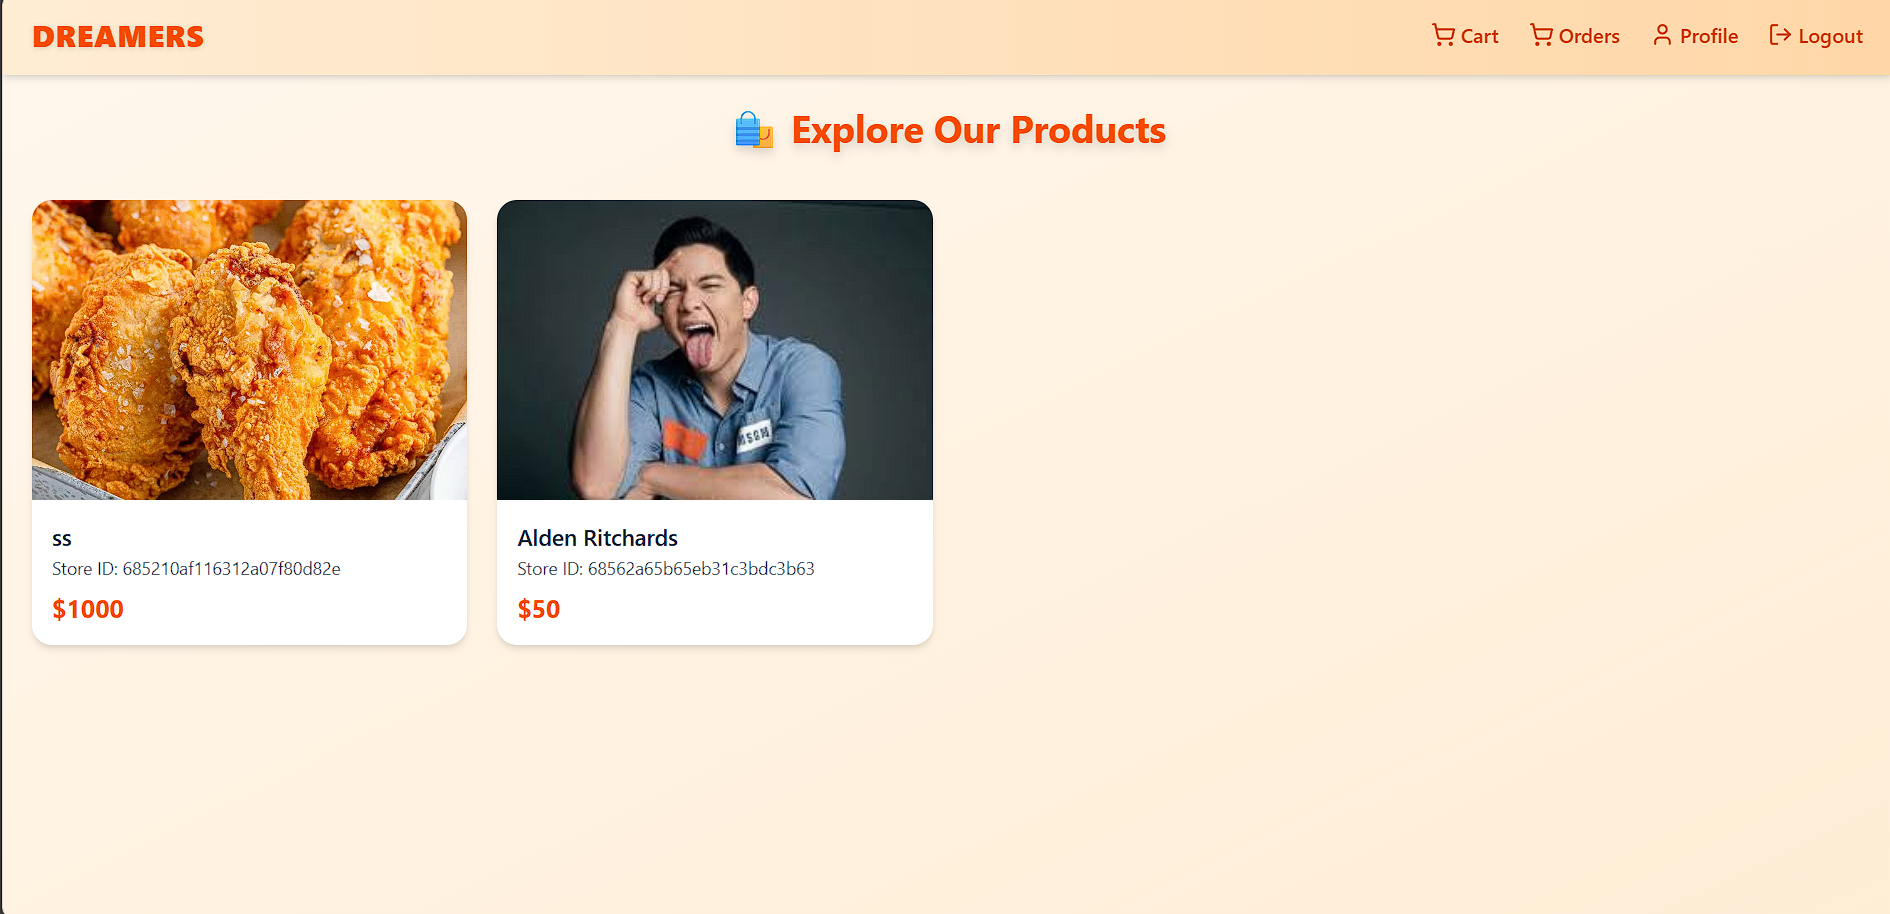 DREAMERS
Cart
Orders
Profile
Logout
Explore Our Products
MSGM
ss
Store ID: 685210af116312a07f80d82e
$1000
Alden Ritchards
Store ID: 68562a65b65eb31c3bdc3b63
$50